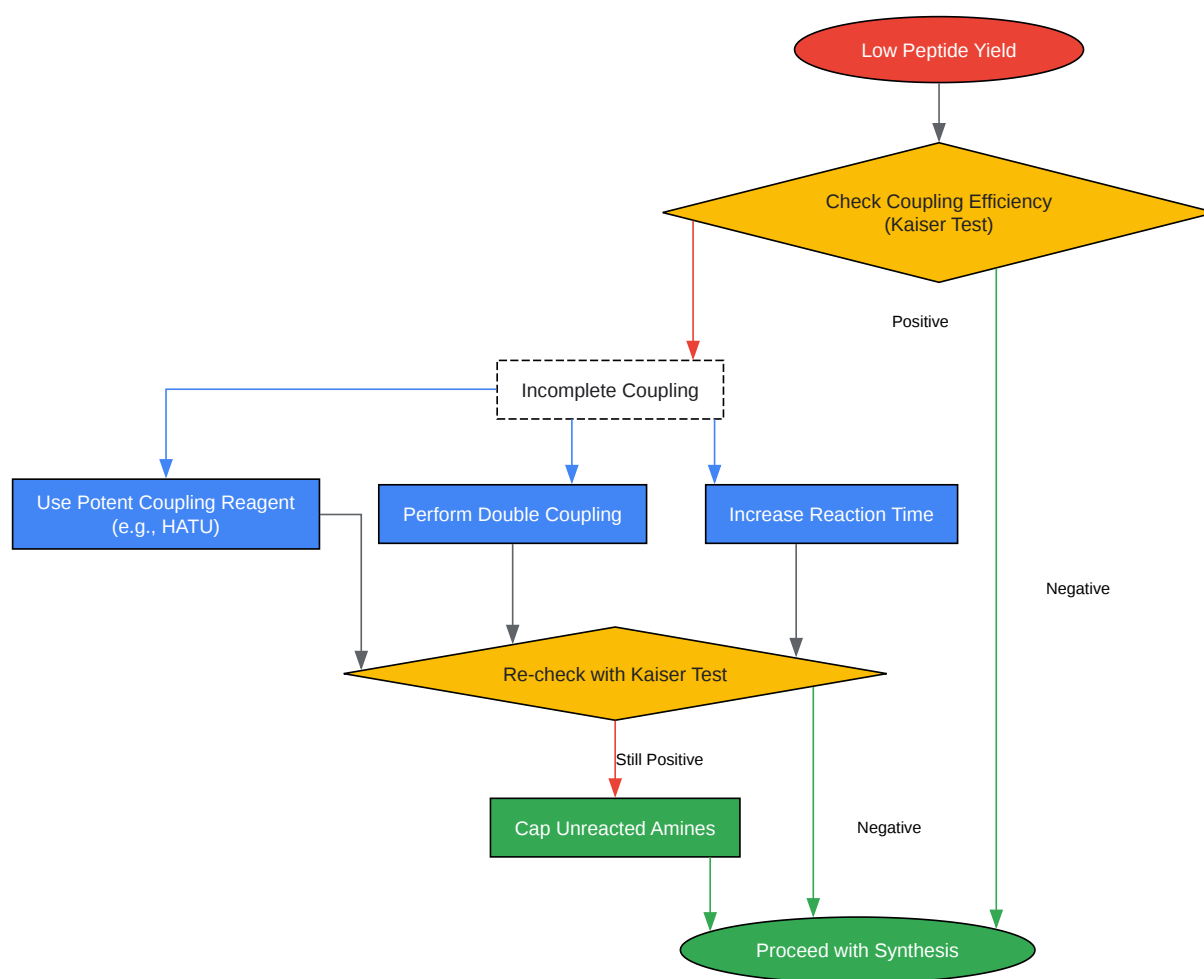 Low Peptide Yield
Check Coupling Efficiency
(Kaiser Test)
Positive
Incomplete Coupling
Use Potent Coupling Reagent
(e.g., HATU)
Perform Double Coupling
Increase Reaction Time
Negative
Re-check with Kaiser Test
Still Positive
Cap Unreacted Amines
Negative
Proceed with Synthesis